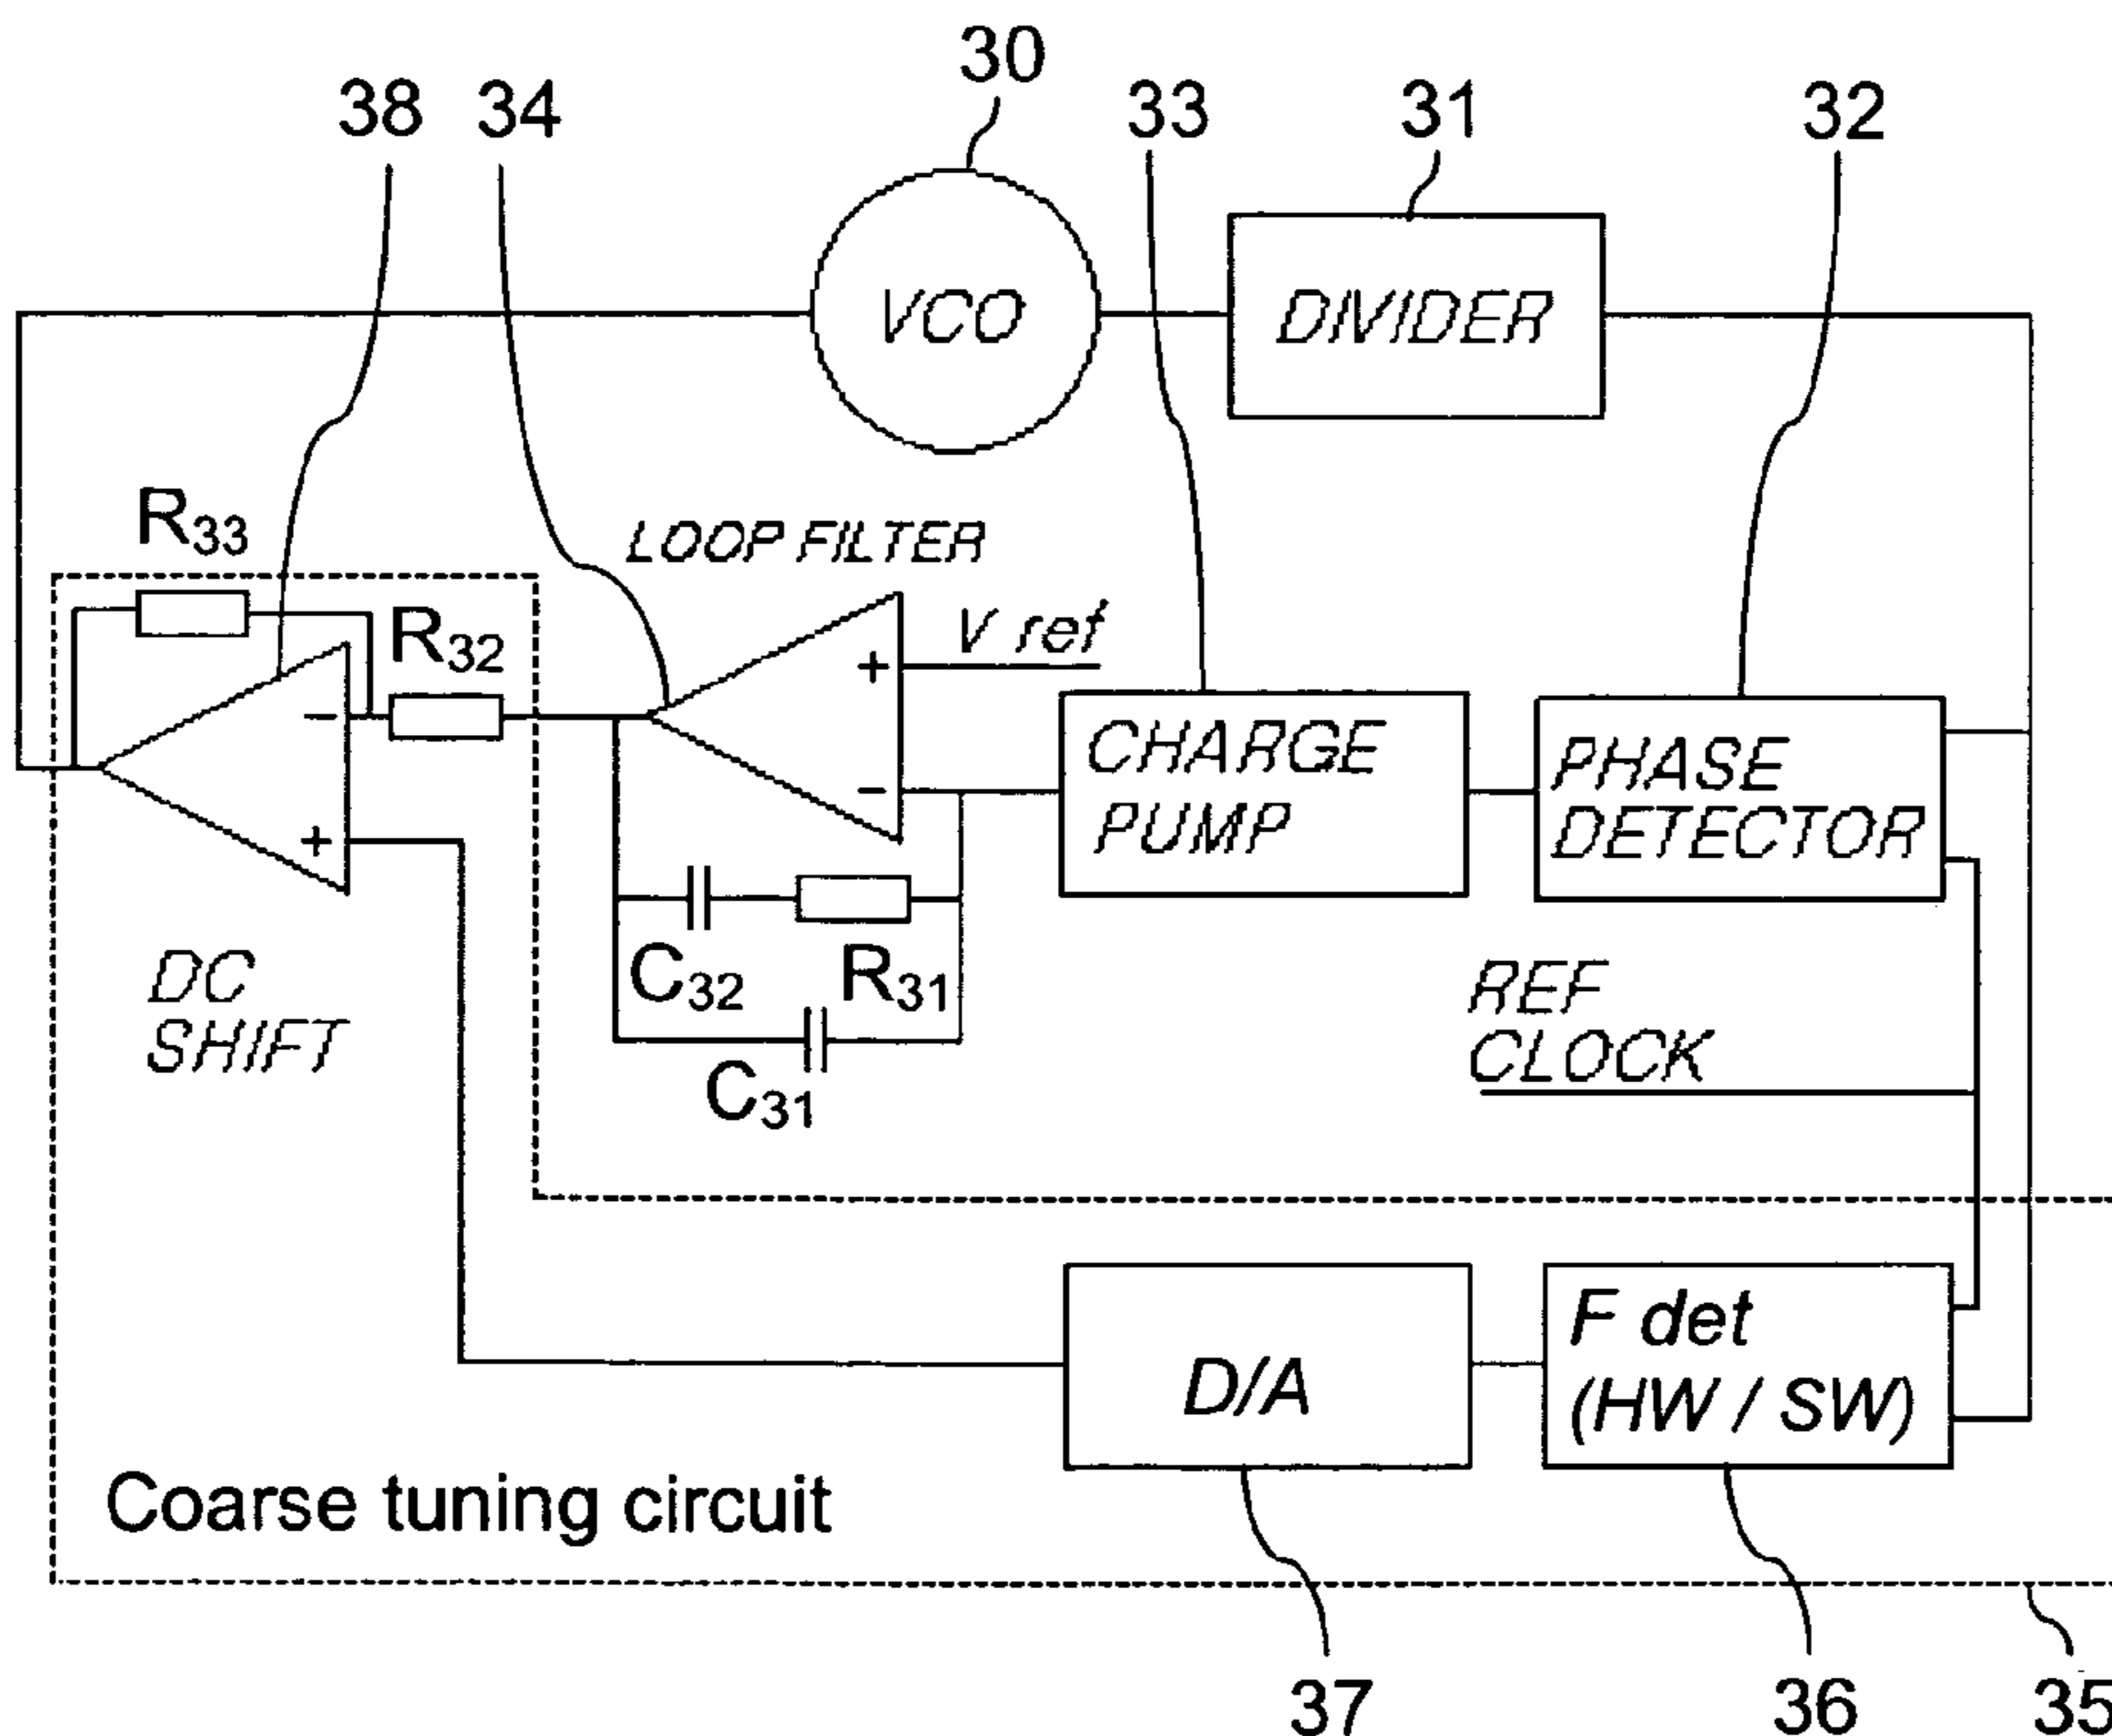 30
38 34 33 31 32
VCO DIVIDER
R33
LOOP FILTER
R32 + V ref
−
− +
CHARGE
PUMP
PHASE
DETECTOR
C32 R31
C31
DC
SHIFT
REF
CLOCK
D/A
F det
(HW / SW)
Coarse tuning circuit
37 36 35